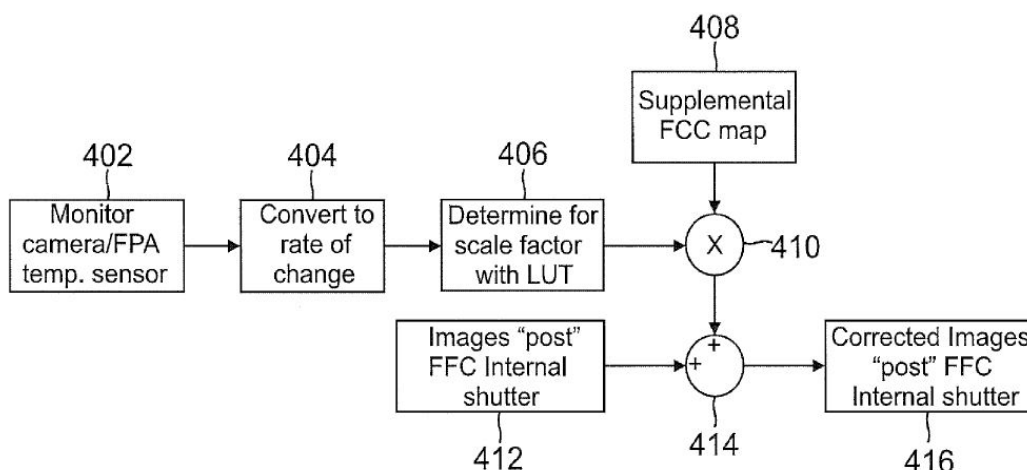 408
Supplemental
FCC map
402
404
406
Monitor
camera/FPA
temp. sensor
Convert to
rate of
change
Determine for
scale factor
with LUT
X
410
Images “post”
FFC Internal
shutter
+
+
Corrected Images
“post” FFC
Internal shutter
412
414
416